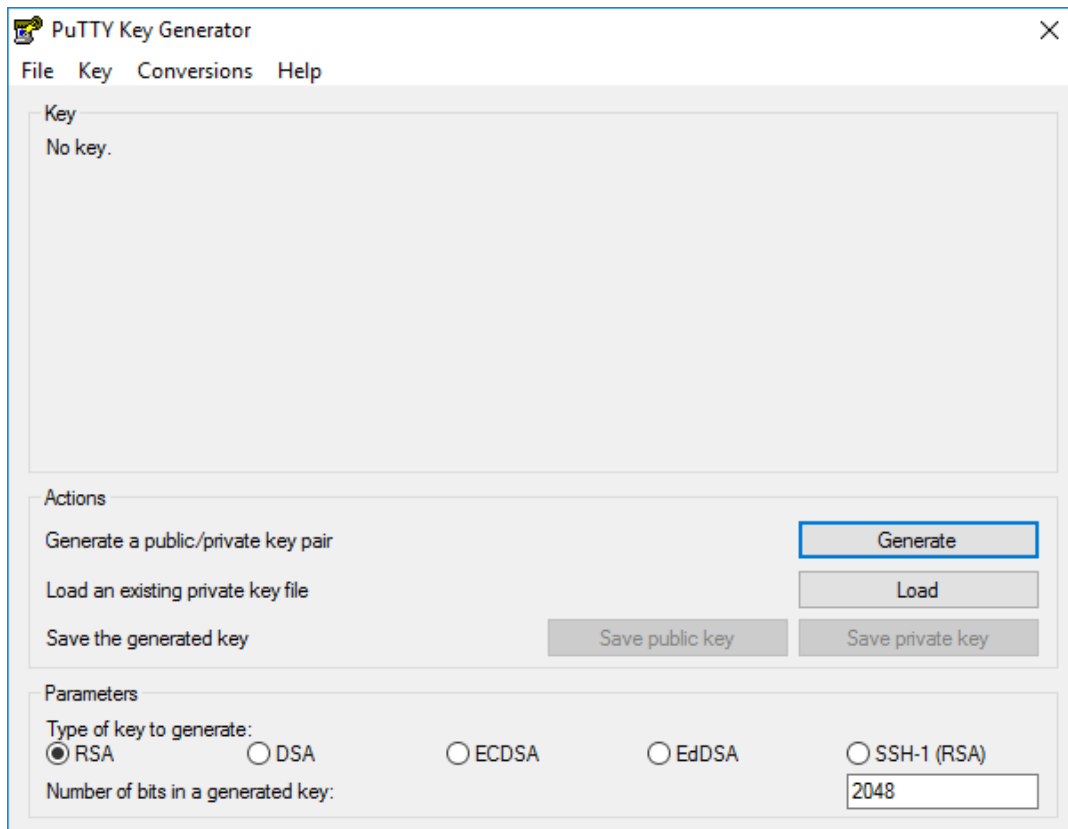 PuTTY Key Generator
File Key Conversions Help
Key
No key.
Actions
Generate a public/private key pair Generate
Load an existing private key file Load
Save the generated key Save public key Save private key
Parameters
Type of key to generate:
RSA DSA ECDSA EdDSA SSH-1 (RSA)
Number of bits in a generated key: 2048